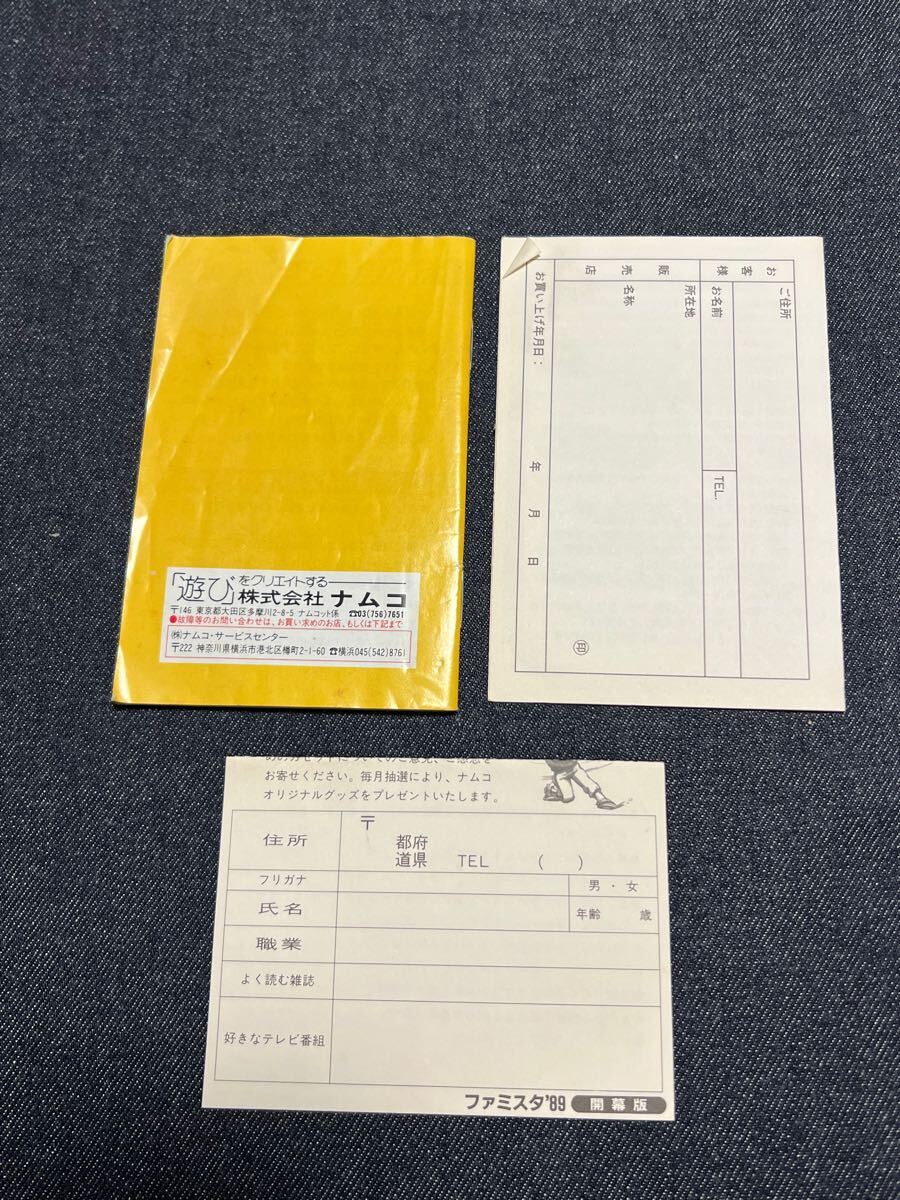 「遊び」をクリエイトする
株式会社 ナムコ
〒146 東京都大田区多摩川2-8-5 ナムコット係 ☎03(756)7651
●故障等のお問い合わせは、お買い求めのお店、もしくは下記まで
㈱ナムコ・サービスセンター
〒222 神奈川県横浜市港北区樽町2-1-60 ☎横浜045(542)8761
お客様
ご住所
お名前
TEL.
販売店
所在地
名称
㊞
お買い上げ年月日： 年 月 日
お寄せください。毎月抽選により、ナムコ
オリジナルグッズをプレゼントいたします。
住所
〒
都府
道県 TEL ( )
フリガナ
男・女
氏名
年齢 歳
職業
よく読む雑誌
好きなテレビ番組
ファミスタ'89 開幕版